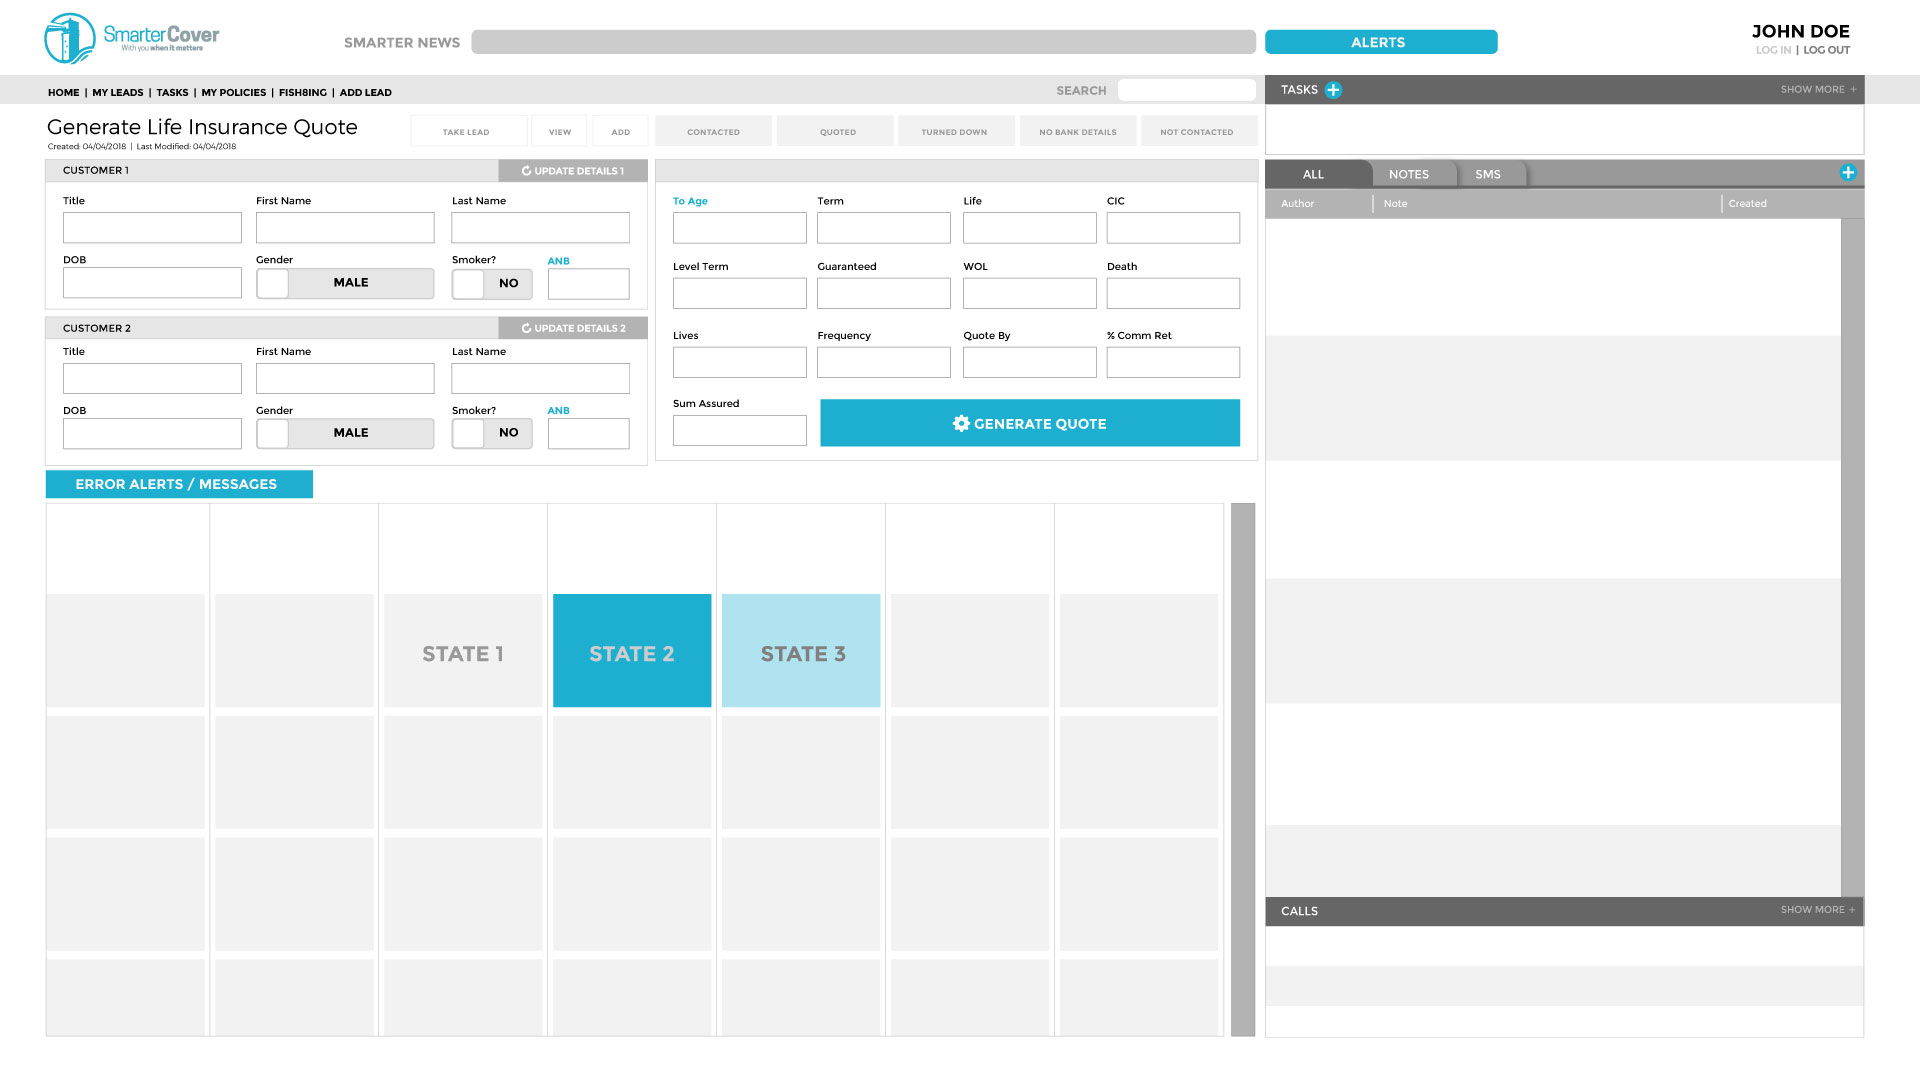 SmarterCover
With you when it matters
SMARTER NEWS
ALERTS
JOHN DOE
LOG IN | LOG OUT
HOME | MY LEADS | TASKS | MY POLICIES | FISH8ING | ADD LEAD
SEARCH
TASKS
SHOW MORE +
Generate Life Insurance Quote
Created: 04/04/2018 | Last Modified: 04/04/2018
TAKE LEAD
VIEW
ADD
CONTACTED
QUOTED
TURNED DOWN
NO BANK DETAILS
NOT CONTACTED
CUSTOMER 1
UPDATE DETAILS 1
Title
First Name
Last Name
DOB
Gender
Smoker?
ANB
MALE
NO
CUSTOMER 2
UPDATE DETAILS 2
Title
First Name
Last Name
DOB
Gender
Smoker?
ANB
MALE
NO
To Age
Term
Life
CIC
Level Term
Guaranteed
WOL
Death
Lives
Frequency
Quote By
% Comm Ret
Sum Assured
GENERATE QUOTE
ALL
NOTES
SMS
Author
Note
Created
ERROR ALERTS / MESSAGES
STATE 1
STATE 2
STATE 3
CALLS
SHOW MORE +